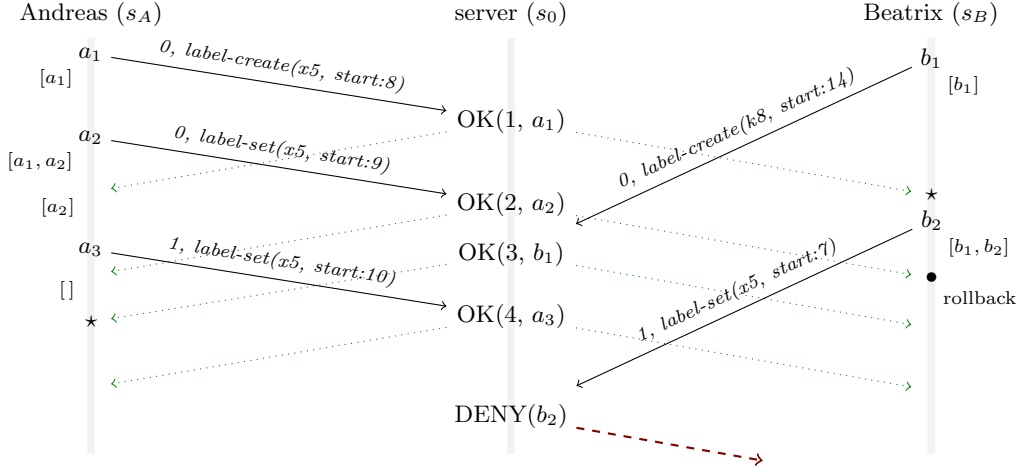 Andreas (s_A) server (s_0) Beatrix (s_B)
a_1 0, label-create(x5, start:8) b_1
[a_1] [b_1]
0, label-create(k8, start:14)
OK(1, a_1)
a_2 0, label-set(x5, start:9)
[a_1, a_2]
⋆
[a_2] OK(2, a_2)
b_2
a_3 1, label-set(x5, start:10) [b_1, b_2]
OK(3, b_1)
1, label-set(x5, start:7)
[ ] rollback
OK(4, a_3)
⋆
DENY(b_2)